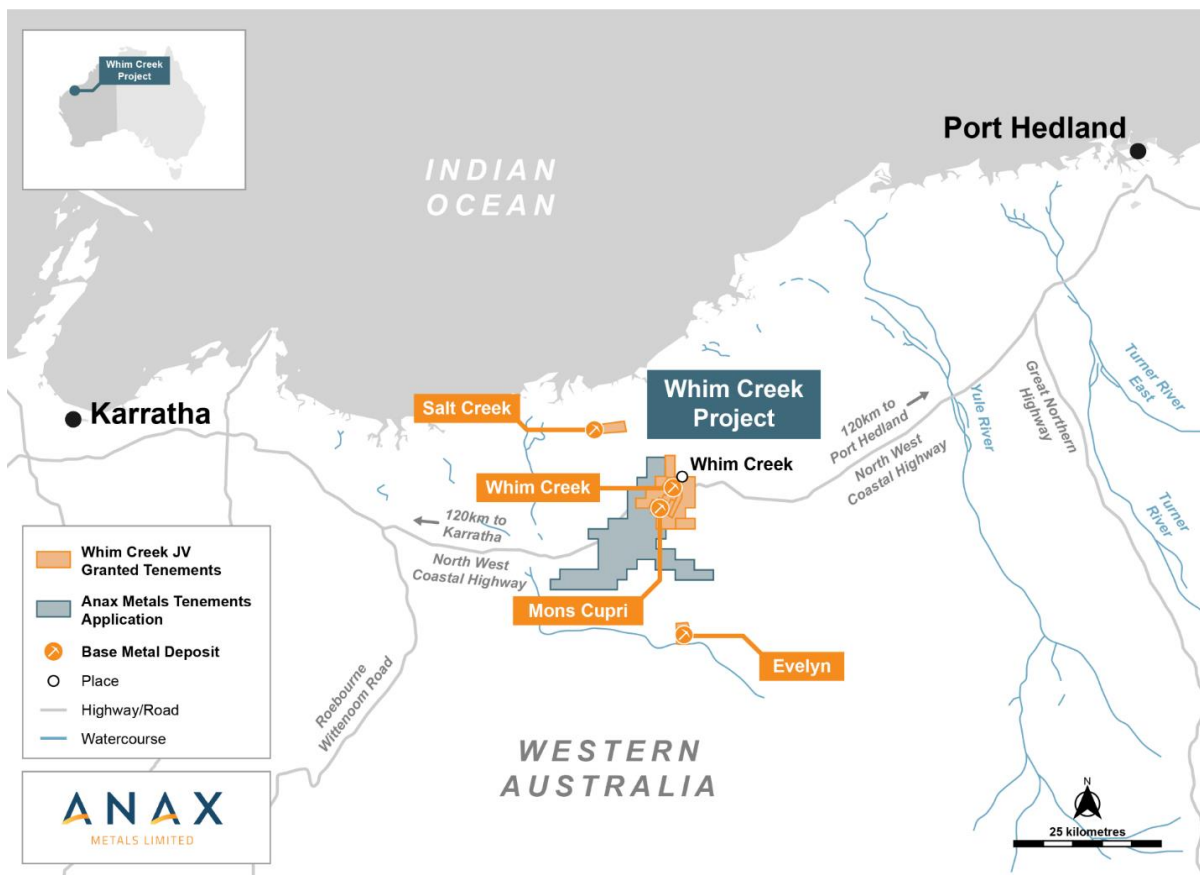 Whim Creek
Project
Port Hedland
INDIAN
OCEAN
Karratha
Salt Creek
Whim Creek
Project
Whim Creek
Whim Creek
120km to
Port Hedland
North West
Coastal Highway
Yule River
Great Northern
Highway
Turner River
East
Turner
River
120km to
Karratha
North West
Coastal Highway
Mons Cupri
Evelyn
Roebourne
Wittenoom Road
WESTERN
AUSTRALIA
Whim Creek JV
Granted Tenements
Anax Metals Tenements
Application
Base Metal Deposit
Place
Highway/Road
Watercourse
ANAX
METALS LIMITED
N
25 kilometres